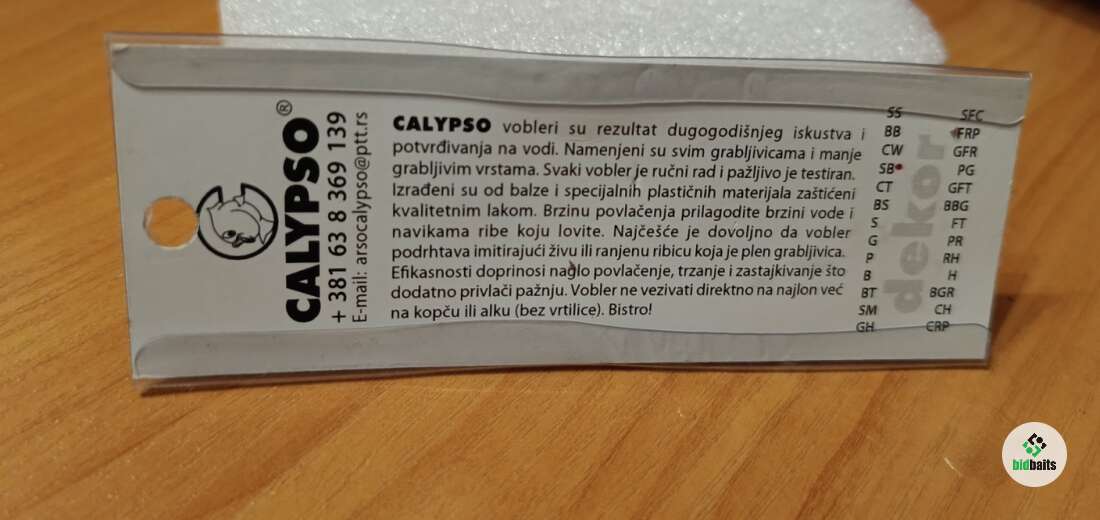 CALYPSO®
+ 381 63 8 369 139
E-mail: arsocalypso@ptt.rs
CALYPSO vobleri su rezultat dugogodišnjeg iskustva i
potvrđivanja na vodi. Namenjeni su svim grabljivicama i manje
grabljivim vrstama. Svaki vobler je ručni rad i pažljivo je testiran.
Izrađeni su od balze i specijalnih plastičnih materijala zaštićeni
kvalitetnim lakom. Brzinu povlačenja prilagodite brzini vode i
navikama ribe koju lovite. Najčešće je dovoljno da vobler
podrhtava imitirajući živu ili ranjenu ribicu koja je plen grabljivica.
Efikasnosti doprinosi naglo povlačenje, trzanje i zastajkivanje što
dodatno privlači pažnju. Vobler ne vezivati direktno na najlon već
na kopču ili alku (bez vrtilice). Bistro!
SS
BB
CW
SB
CT
BS
S
G
P
B
BT
SM
GH
dekor
SFC
FRP
GFR
PG
GFT
BBG
FT
PR
RH
H
BGR
CH
CRP
bidbaits